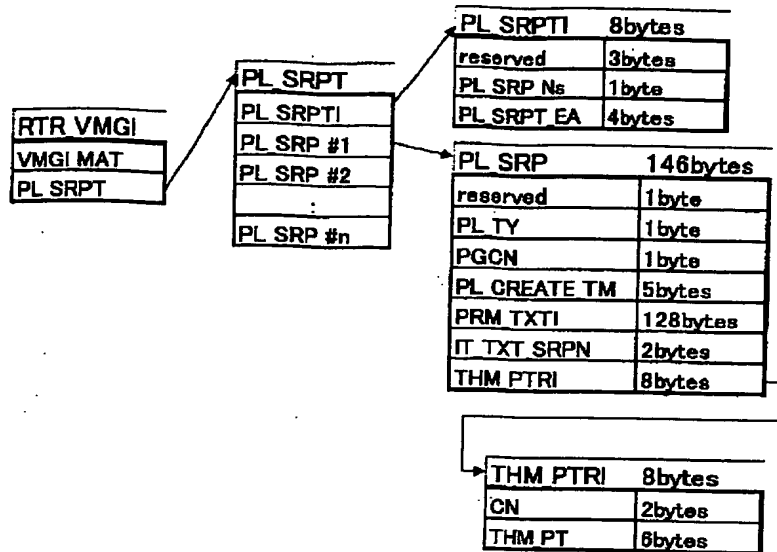 RTR VMGI
VMGI MAT
PL SRPT
PL SRPT
PL SRPTI
PL SRP #1
PL SRP #2
:
PL SRP #n
PL SRPTI 8bytes
reserved 3bytes
PL SRP Ns 1byte
PL SRPT EA 4bytes
PL SRP 146bytes
reserved 1byte
PL TY 1byte
PGCN 1byte
PL CREATE TM 5bytes
PRM TXTI 128bytes
IT TXT SRPN 2bytes
THM PTRI 8bytes
THM PTRI 8bytes
CN 2bytes
THM PT 6bytes